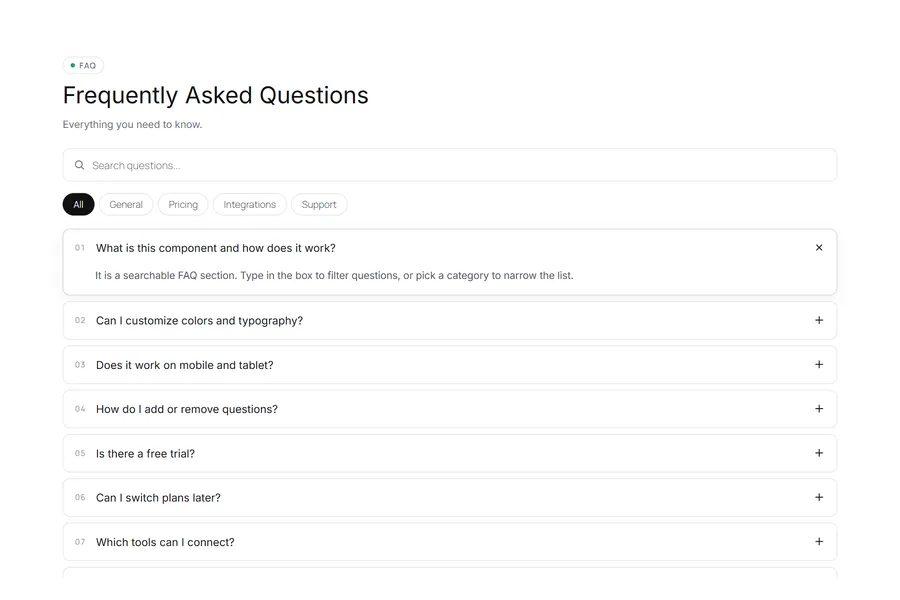 FAQ
Frequently Asked Questions
Everything you need to know.
Search questions...
All General Pricing Integrations Support
01 What is this component and how does it work?
It is a searchable FAQ section. Type in the box to filter questions, or pick a category to narrow the list.
02 Can I customize colors and typography?
03 Does it work on mobile and tablet?
04 How do I add or remove questions?
05 Is there a free trial?
06 Can I switch plans later?
07 Which tools can I connect?